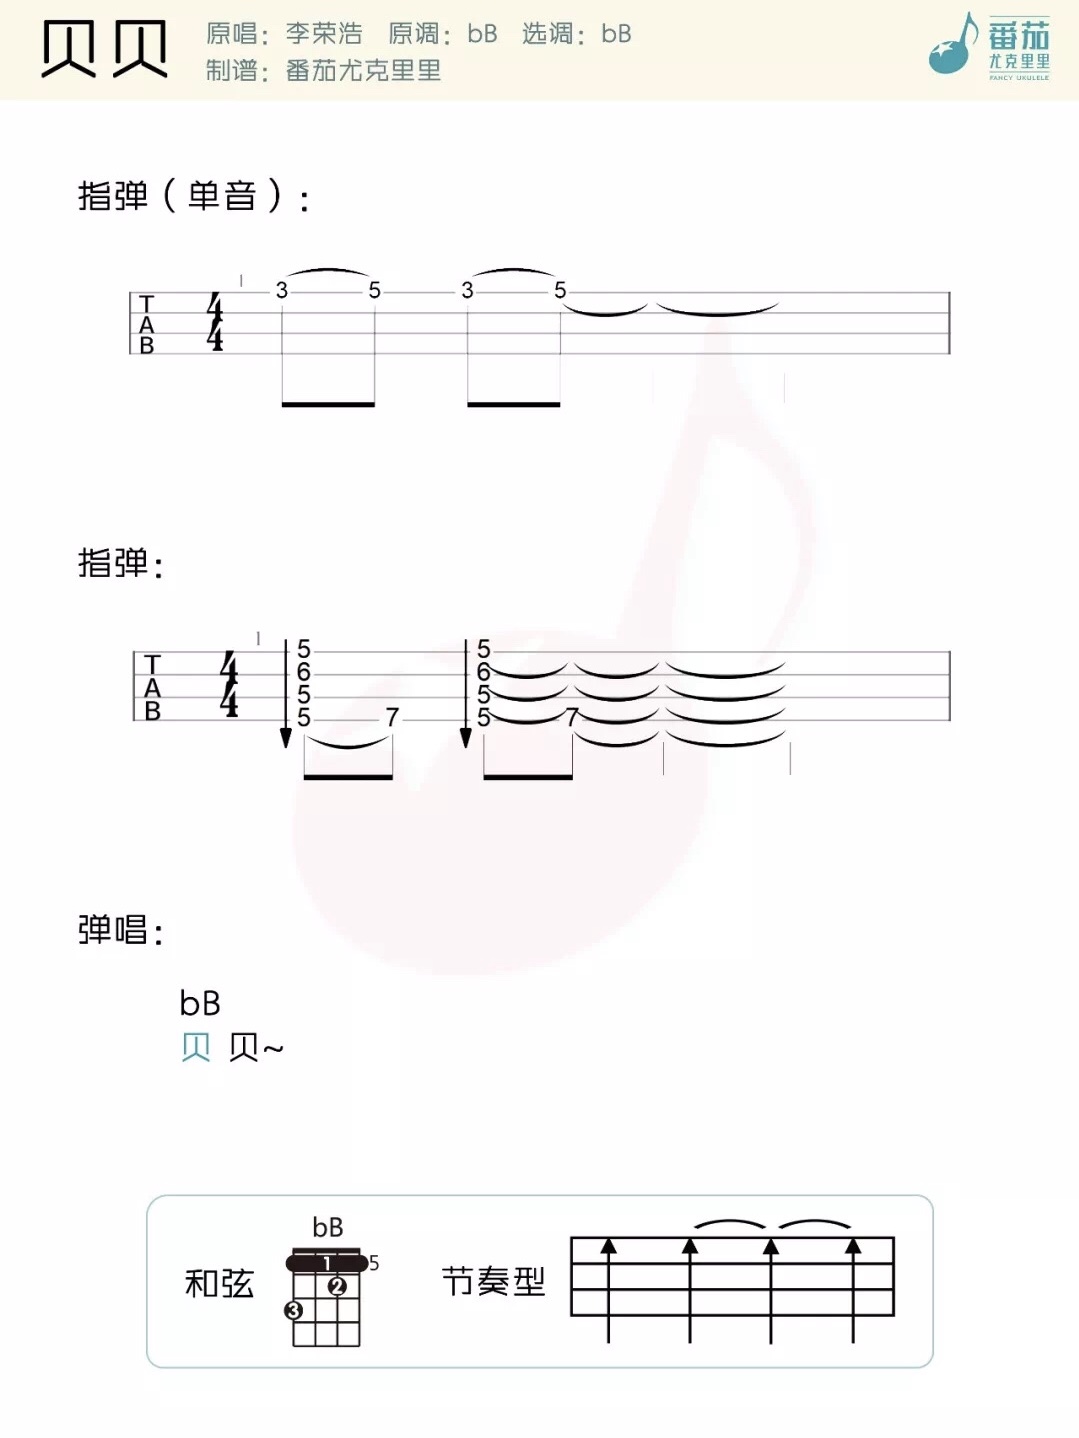 贝贝
原唱：李荣浩 原调：bB 选调：bB
制谱：番茄尤克里里
番茄
尤克里里
FANCY UKULELE
指弹（单音）：
1
3 5 3 5
T
A
B
4
4
指弹：
1
5 5
6 6
5 5
5 7 5 7
T
A
B
4
4
弹唱：
bB
贝 贝~
bB
和弦
1 5
2
3
节奏型